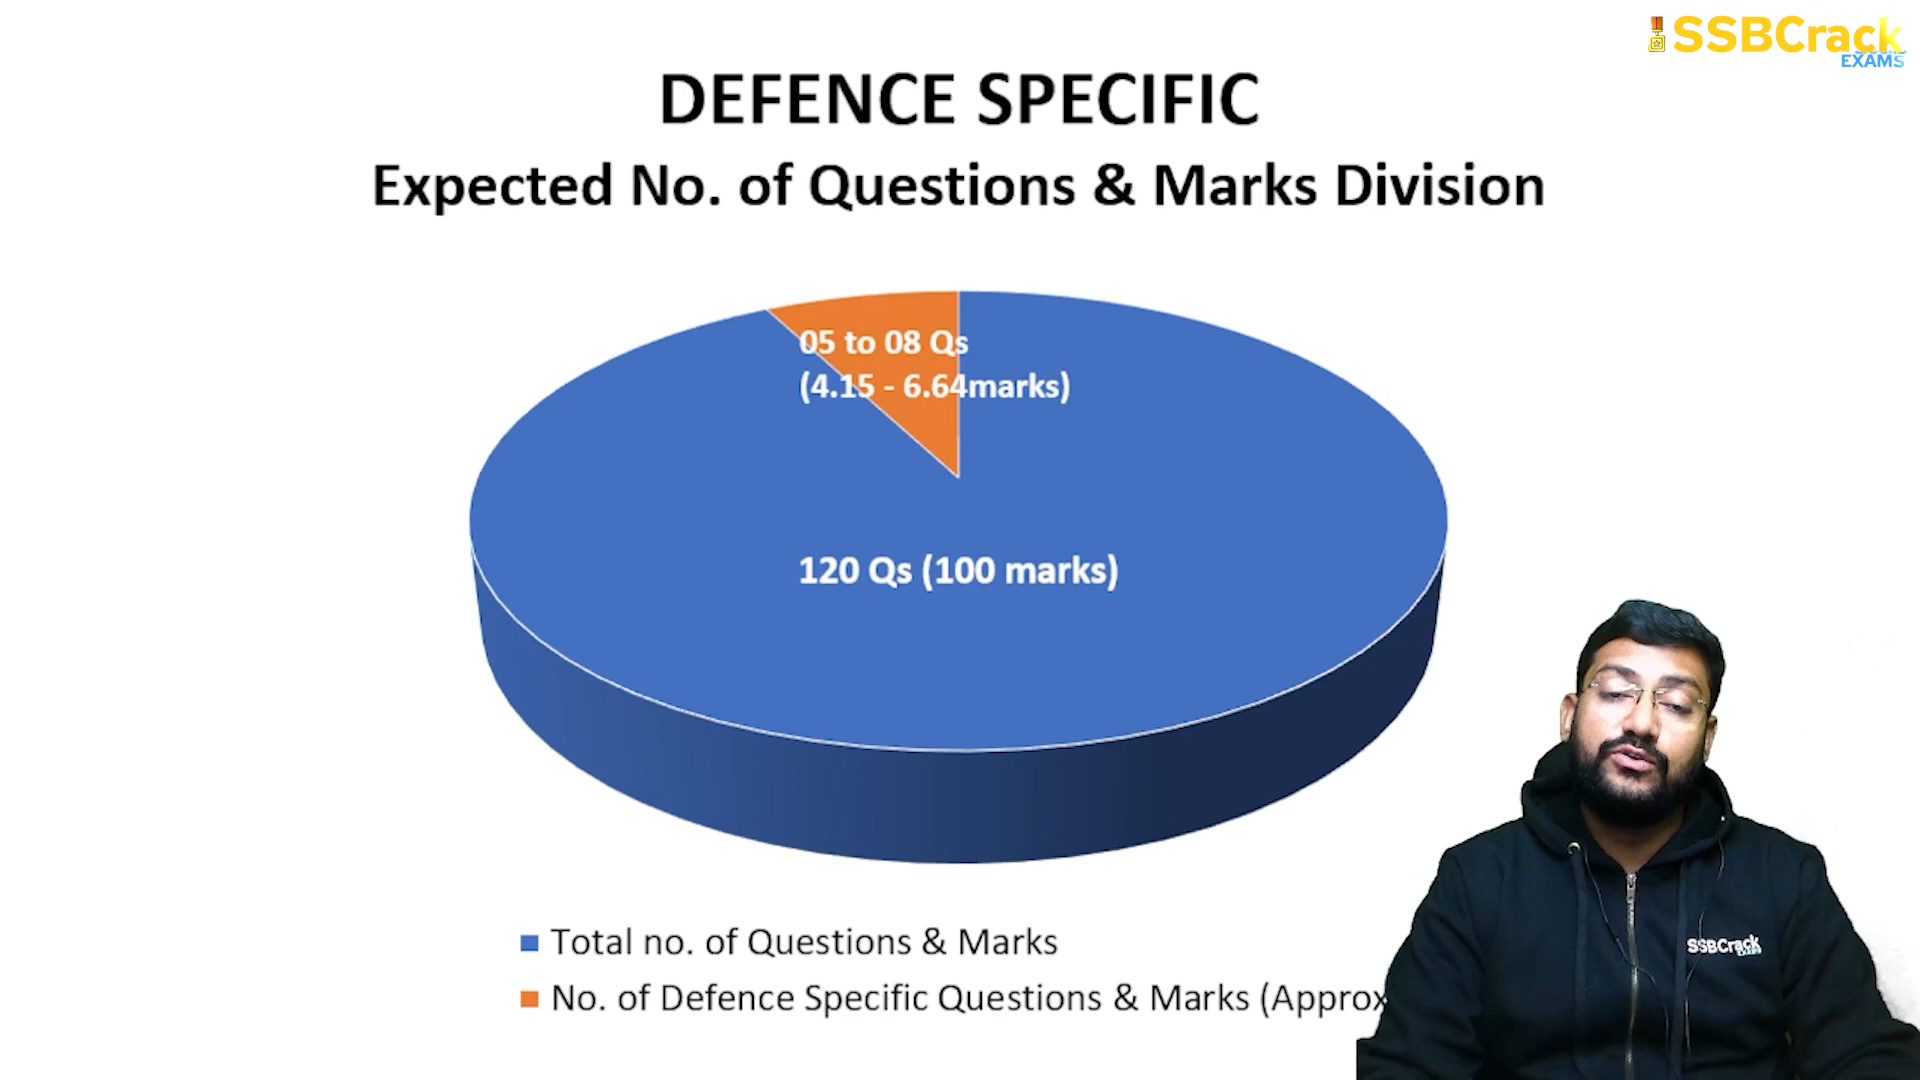 SSBCrack
EXAMS
DEFENCE SPECIFIC
Expected No. of Questions & Marks Division
05 to 08 Qs
(4.15 - 6.64marks)
120 Qs (100 marks)
Total no. of Questions & Marks
No. of Defence Specific Questions & Marks (Approx
SSBCrack
EXAMS